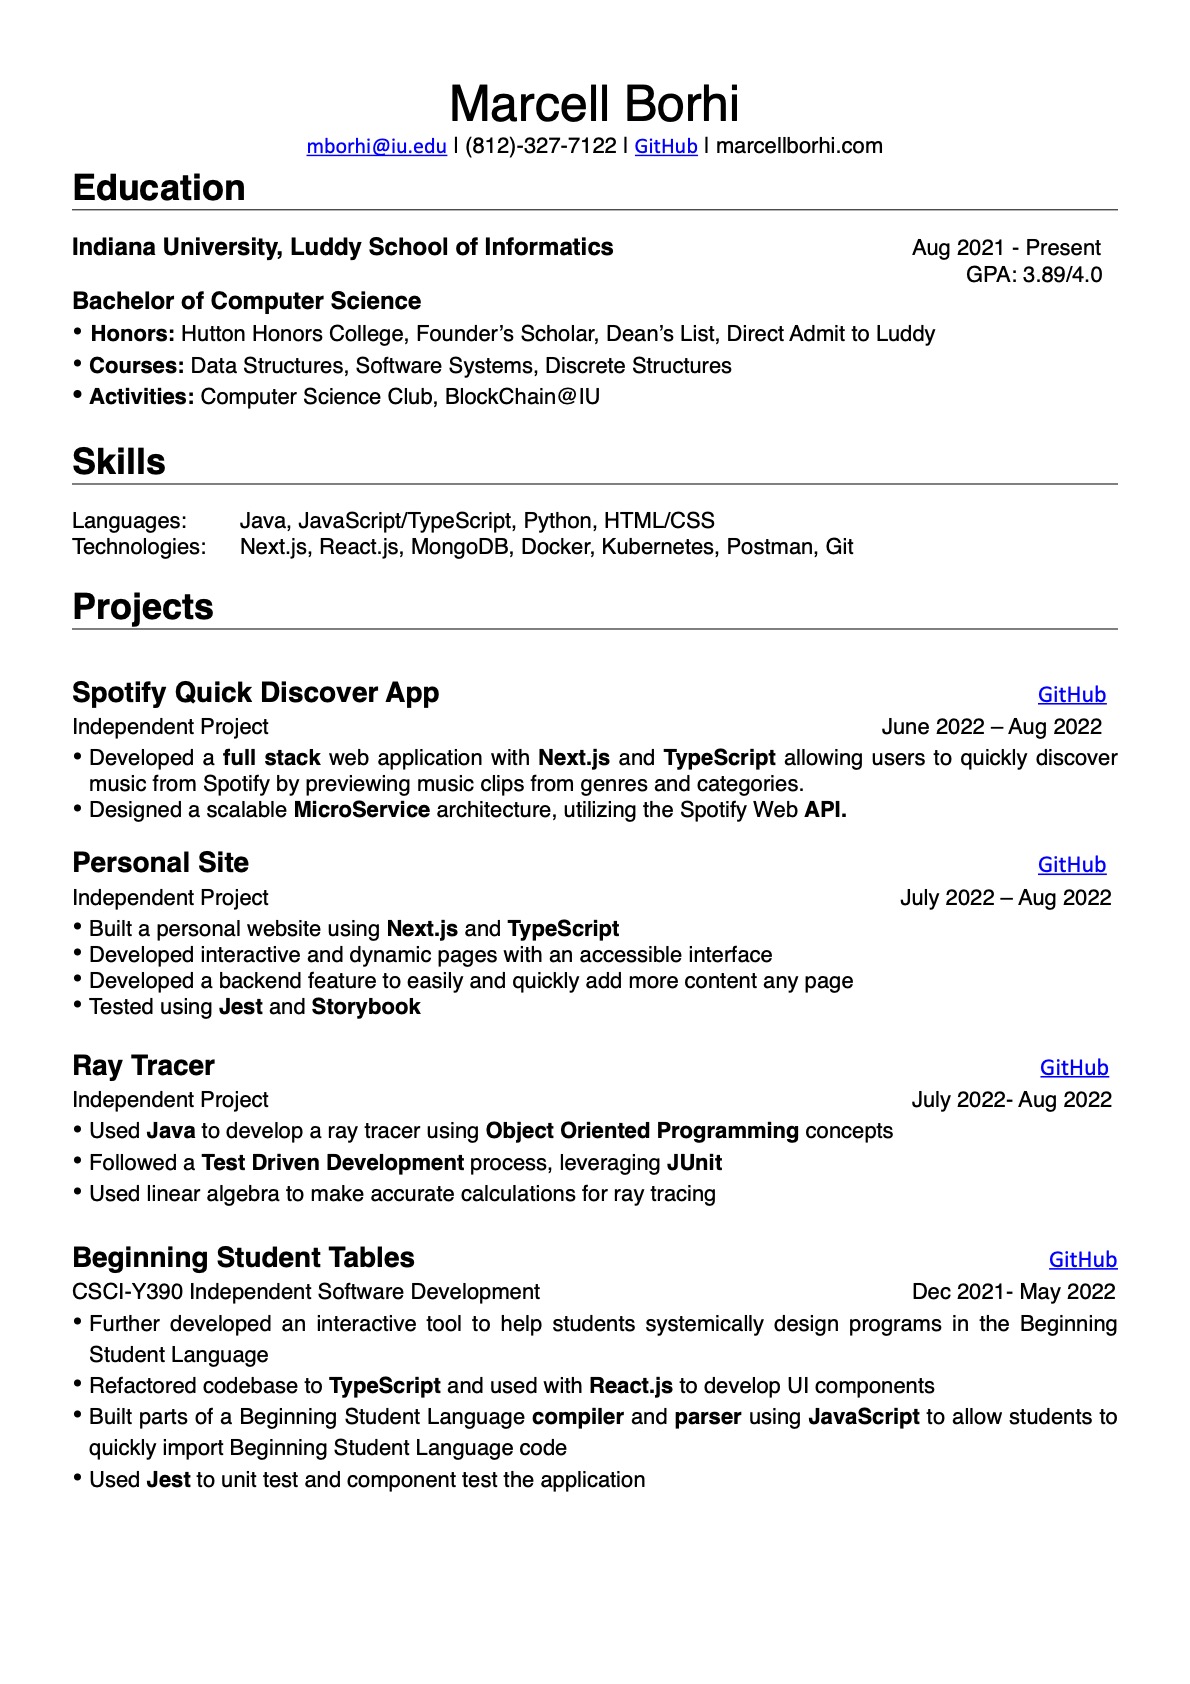 Marcell Borhi
mborhi@iu.edu | (812)-327-7122 | GitHub | marcellborhi.com
Education
Indiana University, Luddy School of Informatics Aug 2021 - Present
GPA: 3.89/4.0
Bachelor of Computer Science
• Honors: Hutton Honors College, Founder’s Scholar, Dean’s List, Direct Admit to Luddy
• Courses: Data Structures, Software Systems, Discrete Structures
• Activities: Computer Science Club, BlockChain@IU
Skills
Languages: Java, JavaScript/TypeScript, Python, HTML/CSS
Technologies: Next.js, React.js, MongoDB, Docker, Kubernetes, Postman, Git
Projects
Spotify Quick Discover App GitHub
Independent Project June 2022 – Aug 2022
• Developed a full stack web application with Next.js and TypeScript allowing users to quickly discover
music from Spotify by previewing music clips from genres and categories.
• Designed a scalable MicroService architecture, utilizing the Spotify Web API.
Personal Site GitHub
Independent Project July 2022 – Aug 2022
• Built a personal website using Next.js and TypeScript
• Developed interactive and dynamic pages with an accessible interface
• Developed a backend feature to easily and quickly add more content any page
• Tested using Jest and Storybook
Ray Tracer GitHub
Independent Project July 2022- Aug 2022
• Used Java to develop a ray tracer using Object Oriented Programming concepts
• Followed a Test Driven Development process, leveraging JUnit
• Used linear algebra to make accurate calculations for ray tracing
Beginning Student Tables GitHub
CSCI-Y390 Independent Software Development Dec 2021- May 2022
• Further developed an interactive tool to help students systemically design programs in the Beginning
Student Language
• Refactored codebase to TypeScript and used with React.js to develop UI components
• Built parts of a Beginning Student Language compiler and parser using JavaScript to allow students to
quickly import Beginning Student Language code
• Used Jest to unit test and component test the application